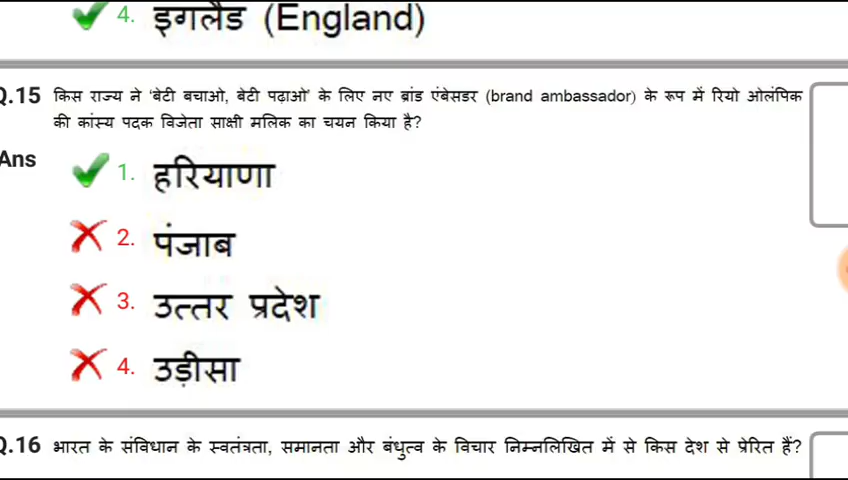 4. इंगलैंड (England)
Q.15 किस राज्य ने 'बेटी बचाओ, बेटी पढ़ाओ' के लिए नए ब्रांड एंबेसडर (brand ambassador) के रूप में रियो ओलंपिक
की कांस्य पदक विजेता साक्षी मलिक का चयन किया है?
Ans
1. हरियाणा
2. पंजाब
3. उत्तर प्रदेश
4. उड़ीसा
Q.16 भारत के संविधान के स्वतंत्रता, समानता और बंधुत्व के विचार निम्नलिखित में से किस देश से प्रेरित हैं?